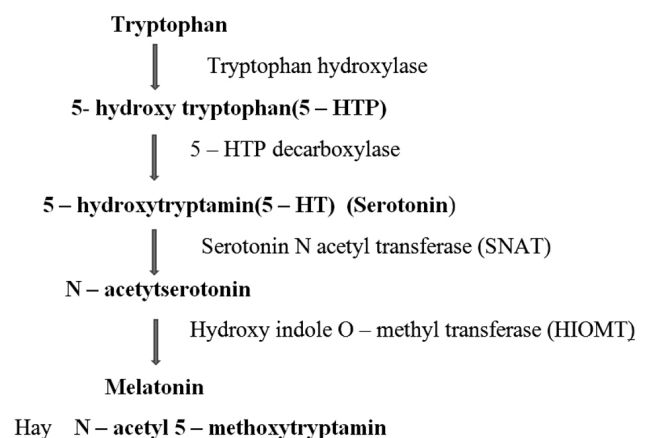 Tryptophan
Tryptophan hydroxylase
5- hydroxy tryptophan(5 – HTP)
5 – HTP decarboxylase
5 – hydroxytryptamin(5 – HT) (Serotonin)
Serotonin N acetyl transferase (SNAT)
N – acetytserotonin
Hydroxy indole O – methyl transferase (HIOMT)
Melatonin
Hay N – acetyl 5 – methoxytryptamin